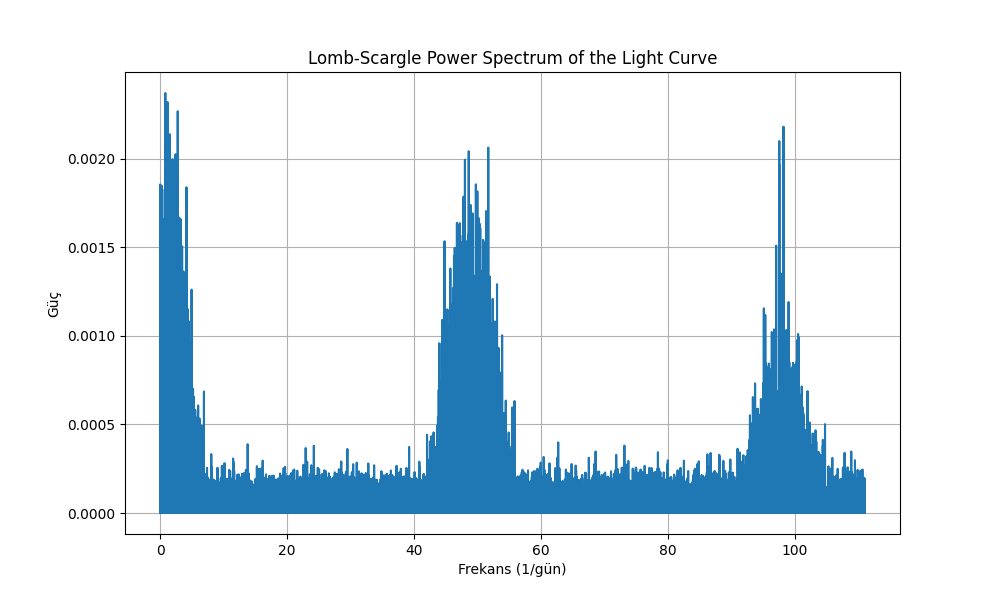 Lomb-Scargle Power Spectrum of the Light Curve
0.0020
0.0015
0.0010
0.0005
0.0000
Güç
0 20 40 60 80 100
Frekans (1/gün)